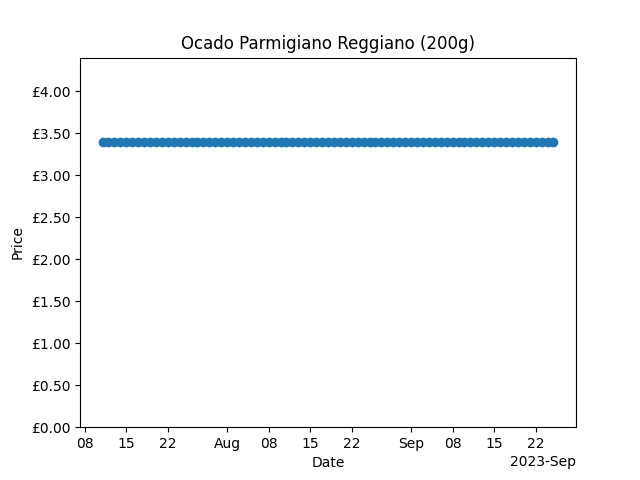 Ocado Parmigiano Reggiano (200g)
£4.00
£3.50
£3.00
£2.50
£2.00
£1.50
£1.00
£0.50
£0.00
Price
08 15 22 Aug 08 15 22 Sep 08 15 22
Date
2023-Sep